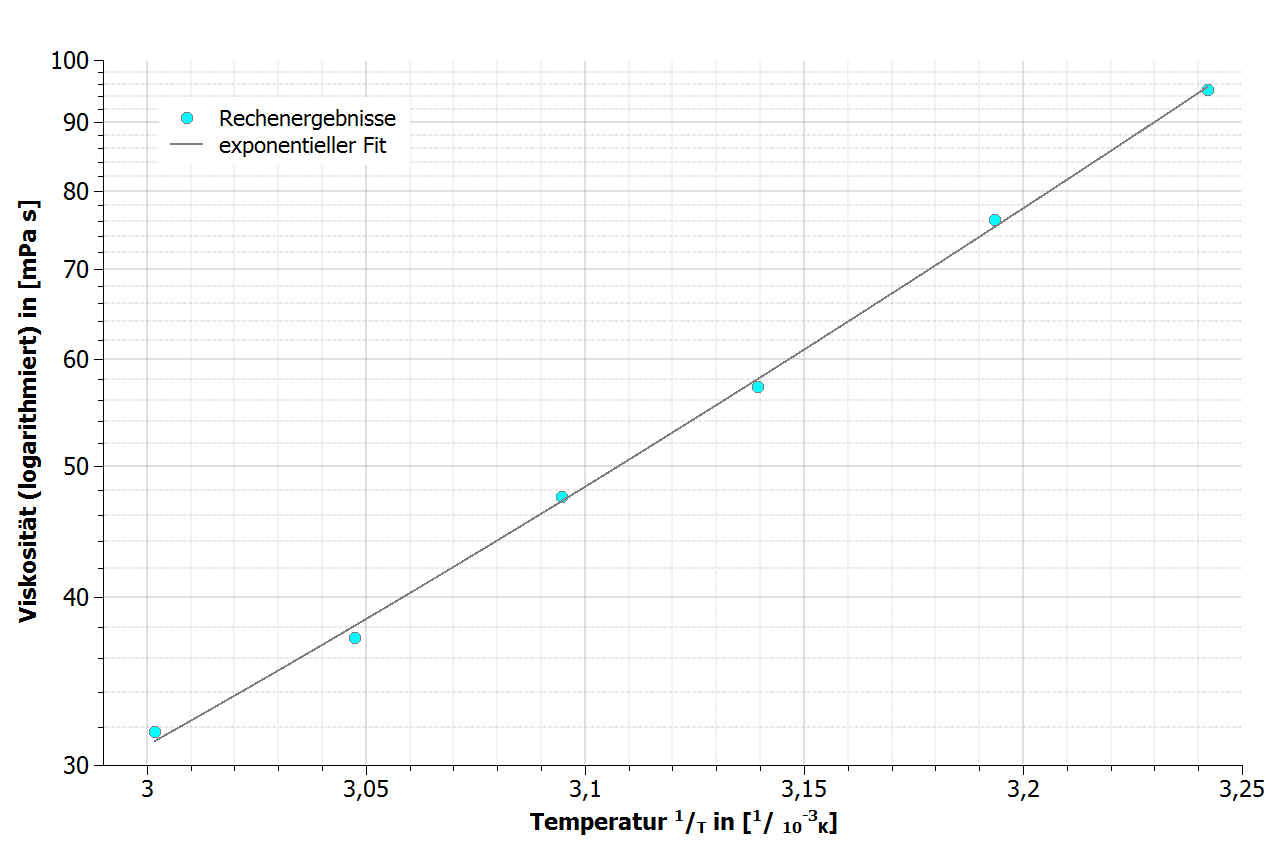 100
90
80
70
60
50
40
30
Viskosität (logarithmiert) in [mPa s]
Rechenergebnisse
exponentieller Fit
3 3,05 3,1 3,15 3,2 3,25
Temperatur ¹/T in [¹/ 10⁻³K]